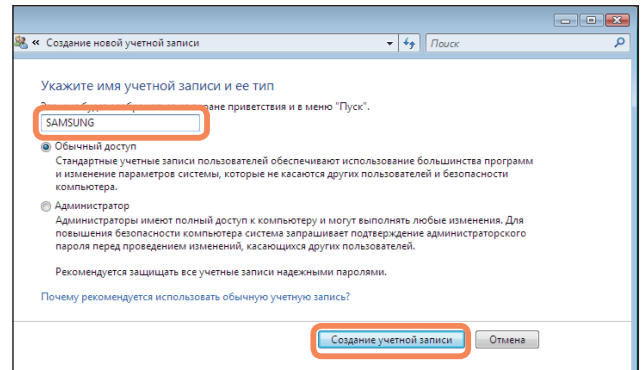 « Создание новой учетной записи
Поиск
Укажите имя учетной записи и ее тип
приветствия и в меню "Пуск".
SAMSUNG
Обычный доступ
Стандартные учетные записи пользователей обеспечивают использование большинства программ
и изменение параметров системы, которые не касаются других пользователей и безопасности
компьютера.
Администратор
Администраторы имеют полный доступ к компьютеру и могут выполнять любые изменения. Для
повышения безопасности компьютера система запрашивает подтверждение администраторского
пароля перед проведением изменений, касающихся других пользователей.
Рекомендуется защищать все учетные записи надежными паролями.
Почему рекомендуется использовать обычную учетную запись?
Создание учетной записи
Отмена